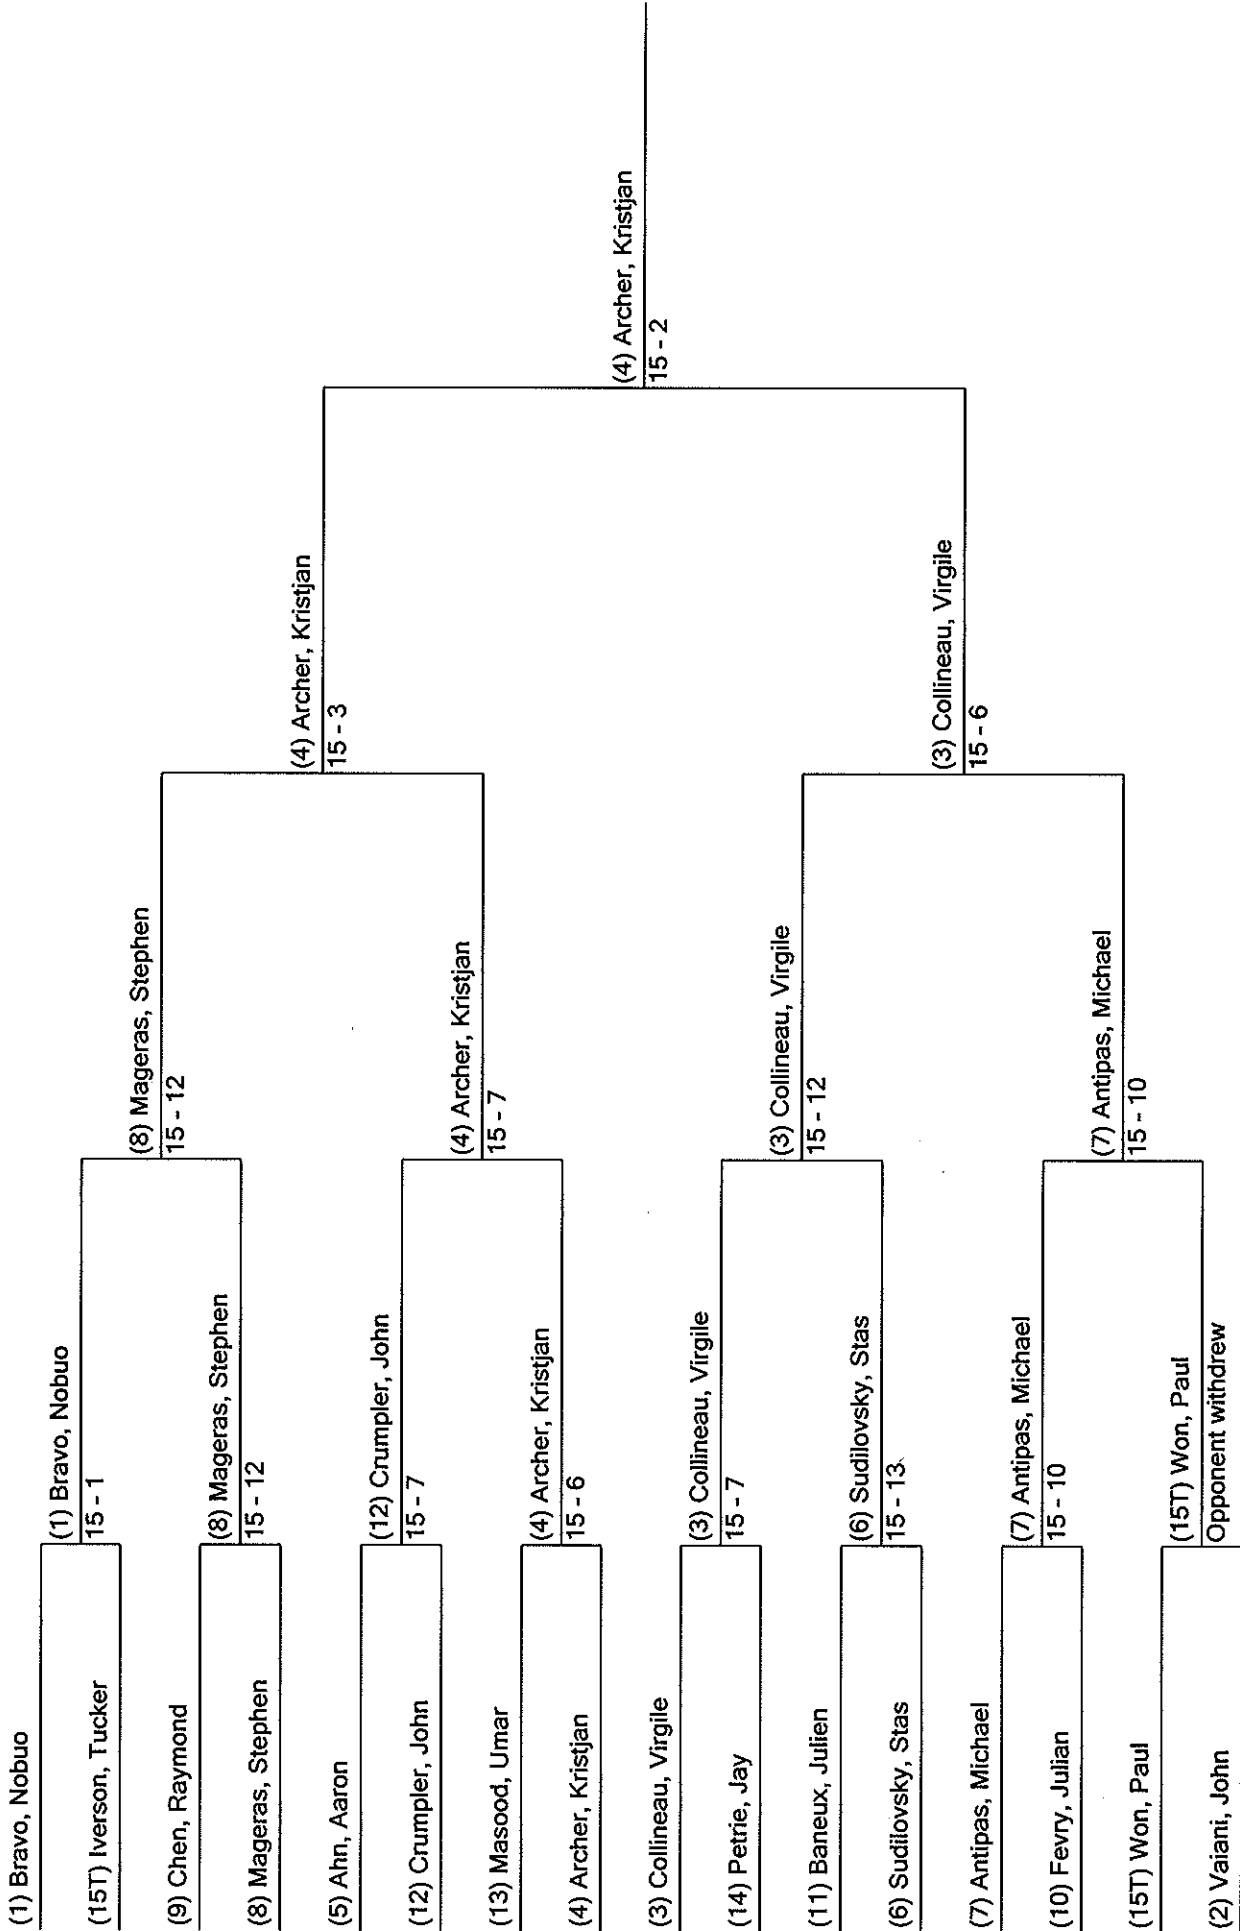 (1) Bravo, Nobuo
(15T) Iverson, Tucker
(9) Chen, Raymond
(8) Mageras, Stephen
(5) Ahn, Aaron
(12) Crumpler, John
(13) Masood, Umar
(4) Archer, Kristjan
(3) Collineau, Virgile
(14) Petrie, Jay
(11) Baneux, Julien
(6) Sudilovsky, Stas
(7) Antipas, Michael
(10) Fevry, Julian
(15T) Won, Paul
(2) Vaiani, John
(1) Bravo, Nobuo
15 - 1
(8) Mageras, Stephen
15 - 12
(12) Crumpler, John
15 - 7
(4) Archer, Kristjan
15 - 6
(3) Collineau, Virgile
15 - 7
(6) Sudilovsky, Stas
15 - 13
(7) Antipas, Michael
15 - 10
(15T) Won, Paul
Opponent withdrew
(8) Mageras, Stephen
15 - 12
(4) Archer, Kristjan
15 - 7
(3) Collineau, Virgile
15 - 12
(7) Antipas, Michael
15 - 10
(4) Archer, Kristjan
15 - 3
(3) Collineau, Virgile
15 - 6
(4) Archer, Kristjan
15 - 2